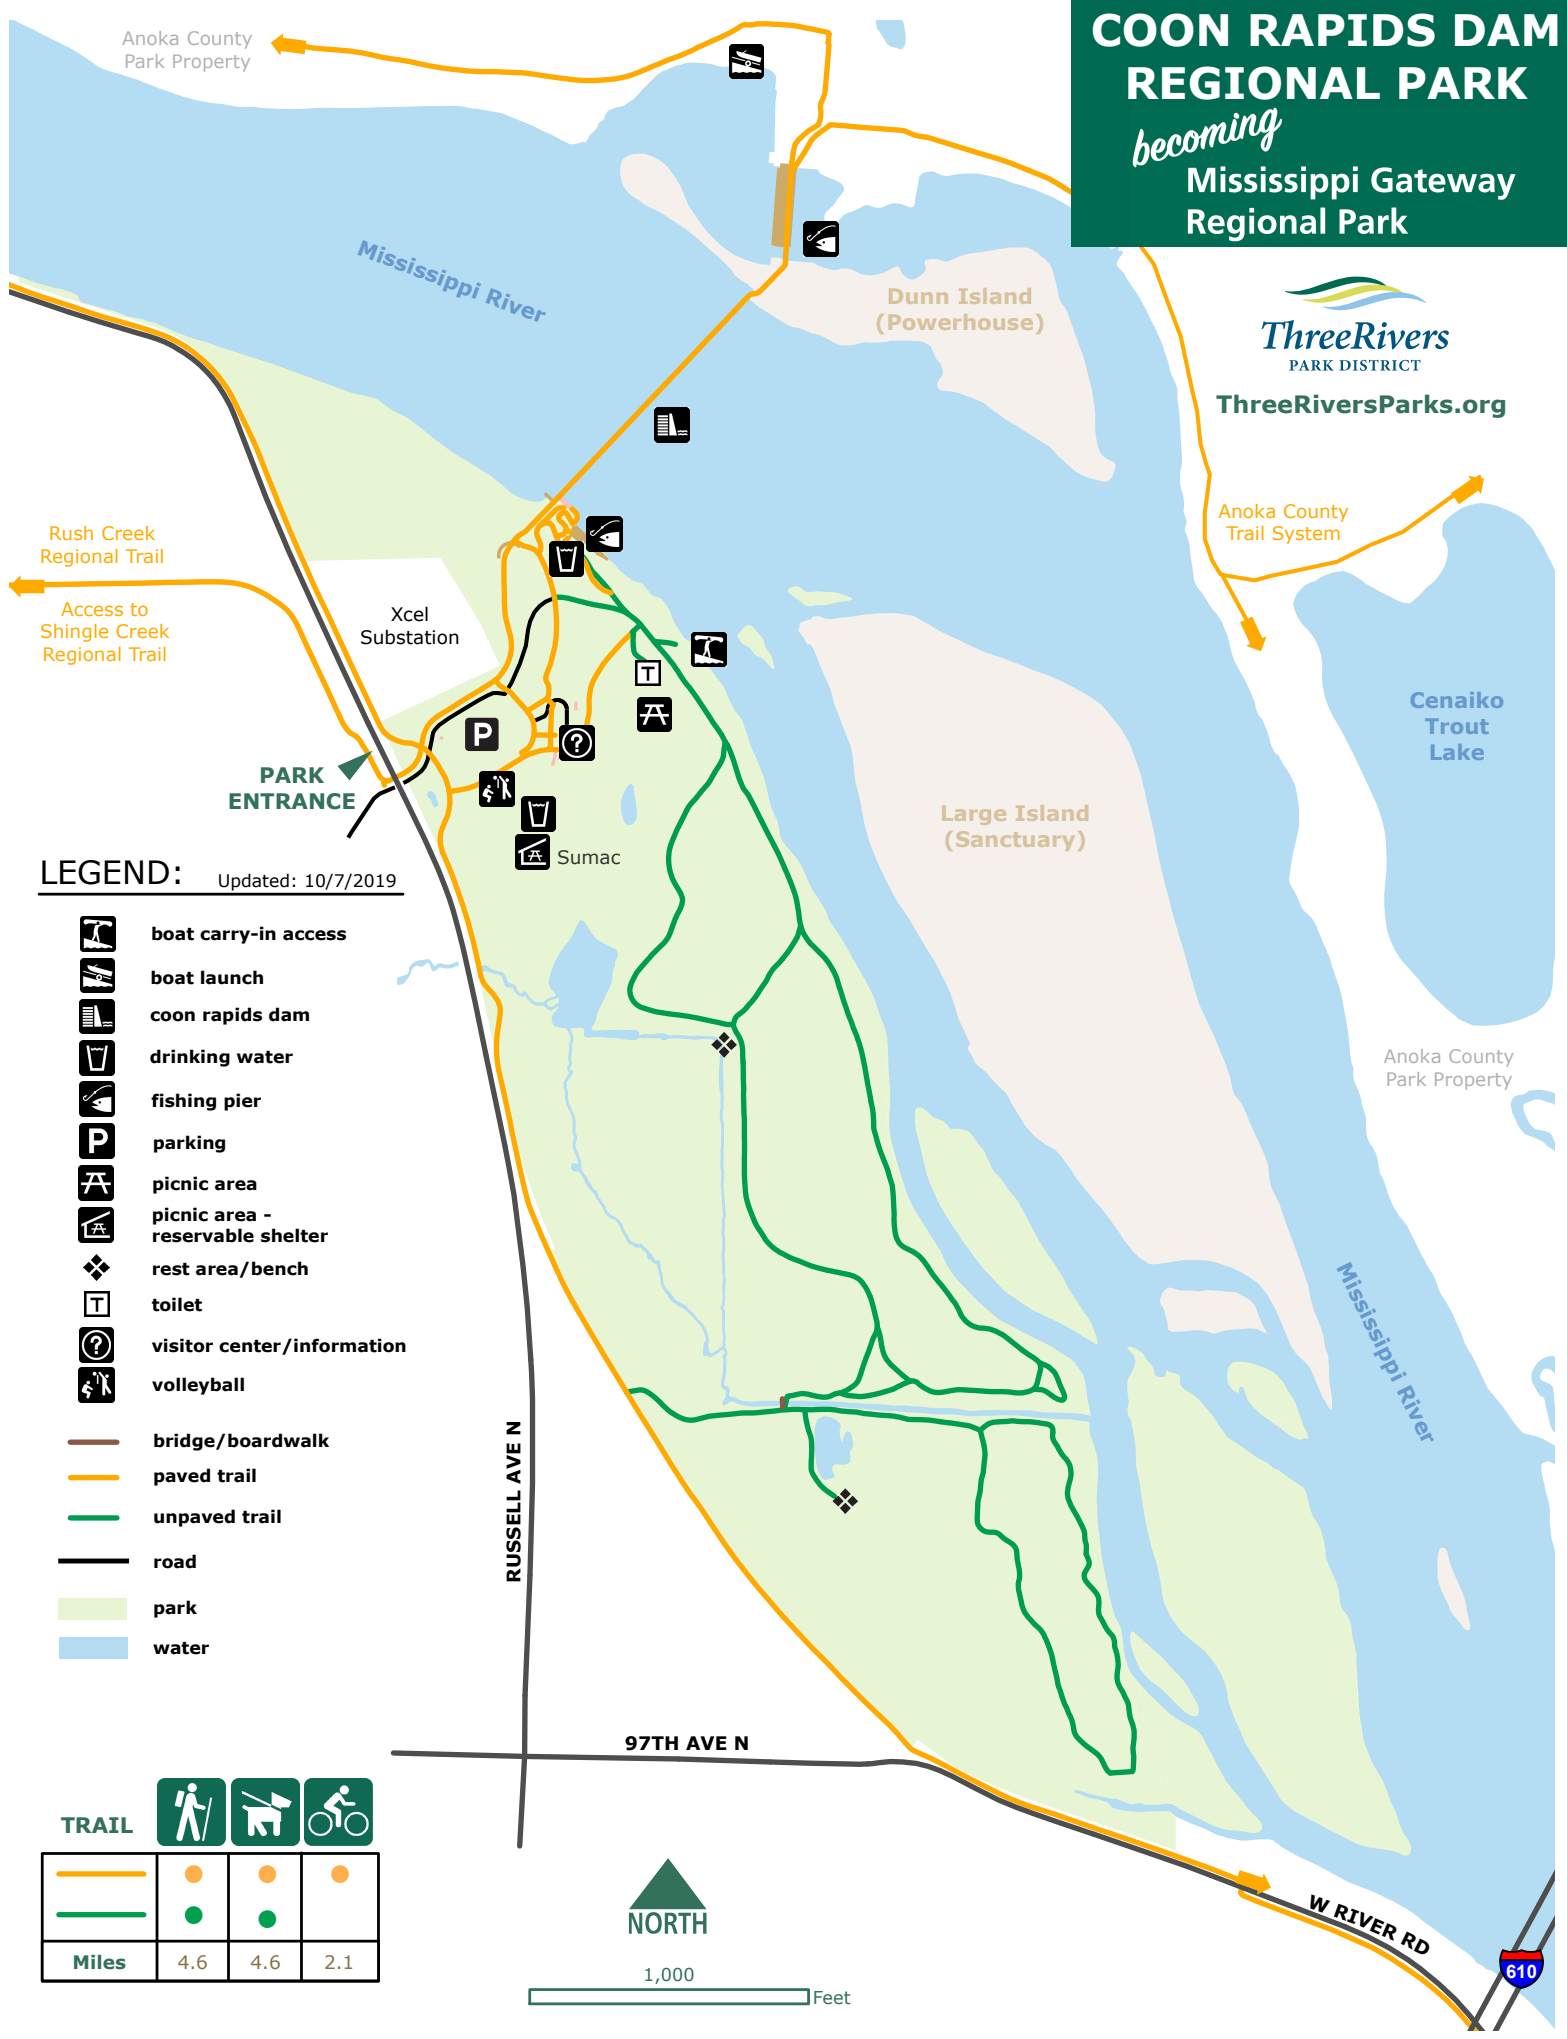 COON RAPIDS DAM
REGIONAL PARK
becoming
Mississippi Gateway
Regional Park
Anoka County
Park Property
Mississippi River
Dunn Island
(Powerhouse)
ThreeRivers
PARK DISTRICT
ThreeRiversParks.org
Rush Creek
Regional Trail
Access to
Shingle Creek
Regional Trail
Xcel
Substation
Anoka County
Trail System
T
P
?
PARK
ENTRANCE
Cenaiko
Trout
Lake
Large Island
(Sanctuary)
Sumac
Anoka County
Park Property
Mississippi River
LEGEND:
Updated: 10/7/2019
boat carry-in access
boat launch
coon rapids dam
drinking water
fishing pier
P
parking
picnic area
picnic area -
reservable shelter
rest area/bench
T
toilet
?
visitor center/information
volleyball
bridge/boardwalk
paved trail
unpaved trail
road
park
water
RUSSELL AVE N
97TH AVE N
W RIVER RD
610
TRAIL
Miles 4.6 4.6 2.1
NORTH
1,000
Feet